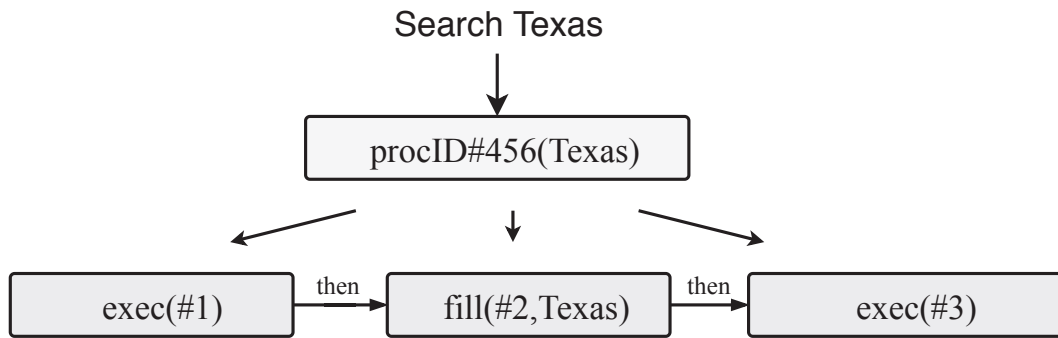 Search Texas
procID#456(Texas)
exec(#1)
then
fill(#2,Texas)
then
exec(#3)